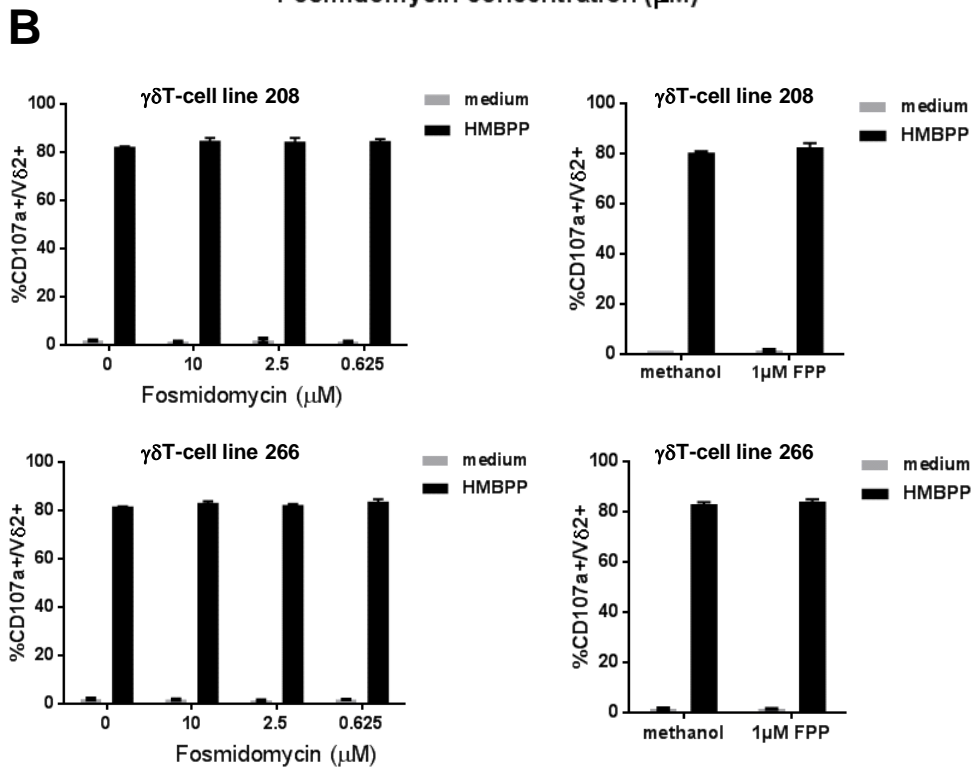 Fosmidomycin concentration (μM)
B
γδT-cell line 208
medium
HMBPP
%CD107a+/Vδ2+
100
80
60
40
20
0
0 10 2.5 0.625
Fosmidomycin (μM)
γδT-cell line 208
medium
HMBPP
%CD107a+/Vδ2+
100
80
60
40
20
0
methanol 1μM FPP
γδT-cell line 266
medium
HMBPP
%CD107a+/Vδ2+
100
80
60
40
20
0
0 10 2.5 0.625
Fosmidomycin (μM)
γδT-cell line 266
medium
HMBPP
%CD107a+/Vδ2+
100
80
60
40
20
0
methanol 1μM FPP